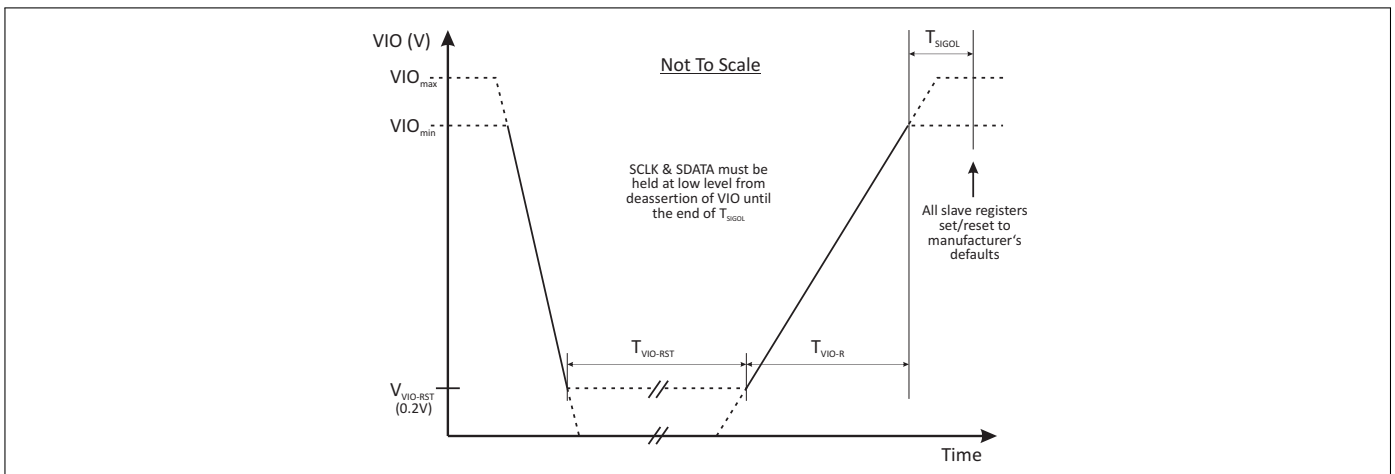 VIO (V)
T_SIGOL
Not To Scale
VIO_max
VIO_min
SCLK & SDATA must be
held at low level from
deassertion of VIO until
the end of T_SIGOL
All slave registers
set/reset to
manufacturer‘s
defaults
T_VIO-RST
T_VIO-R
V_VIO-RST
(0.2V)
Time